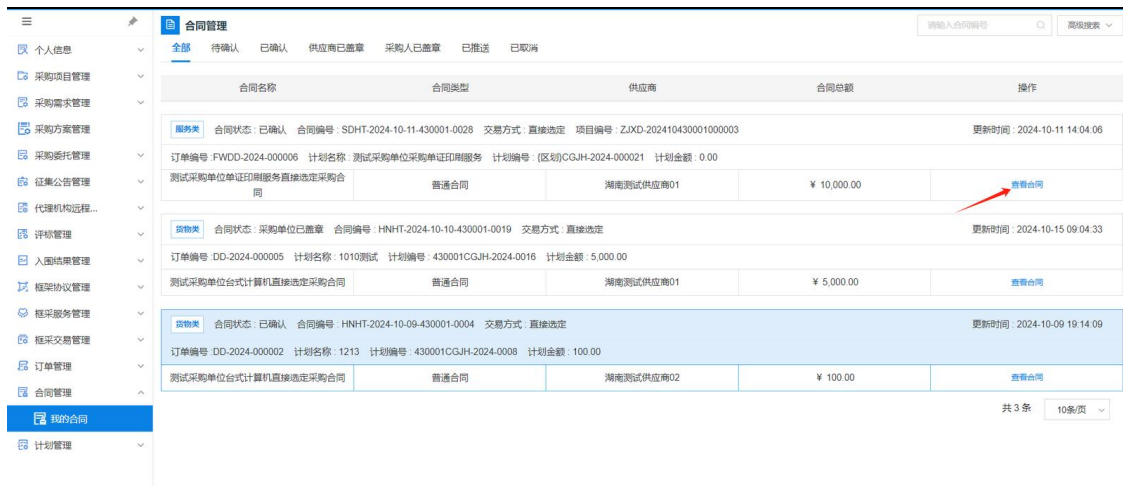 合同管理
请输入合同编号
高级搜索
全部 待确认 已确认 供应商已盖章 采购人已盖章 已推送 已取消
个人信息
采购项目管理
采购需求管理
采购方案管理
采购委托管理
征集公告管理
代理机构远程...
评标管理
入围结果管理
框架协议管理
框采服务管理
框采交易管理
订单管理
合同管理
我的合同
计划管理
合同名称 合同类型 供应商 合同总额 操作
服务类 合同状态 : 已确认 合同编号 : SDHT-2024-10-11-430001-0028 交易方式 : 直接选定 项目编号 : ZJXD-202410430001000003 更新时间 : 2024-10-11 14:04:06
订单编号 :FWDD-2024-000006 计划名称 : 测试采购单位采购单证印刷服务 计划编号 : (区划)CGJH-2024-000021 计划金额 : 0.00
测试采购单位单证印刷服务直接选定采购合
同
普通合同 湖南测试供应商01 ¥ 10,000.00 查看合同
货物类 合同状态 : 采购单位已盖章 合同编号 : HNHT-2024-10-10-430001-0019 交易方式 : 直接选定 更新时间 : 2024-10-15 09:04:33
订单编号 :DD-2024-000005 计划名称 : 1010测试 计划编号 : 430001CGJH-2024-0016 计划金额 : 5,000.00
测试采购单位台式计算机直接选定采购合同 普通合同 湖南测试供应商01 ¥ 5,000.00 查看合同
货物类 合同状态 : 已确认 合同编号 : HNHT-2024-10-09-430001-0004 交易方式 : 直接选定 更新时间 : 2024-10-09 19:14:09
订单编号 :DD-2024-000002 计划名称 : 1213 计划编号 : 430001CGJH-2024-0008 计划金额 : 100.00
测试采购单位台式计算机直接选定采购合同 普通合同 湖南测试供应商02 ¥ 100.00 查看合同
共 3 条 10条/页